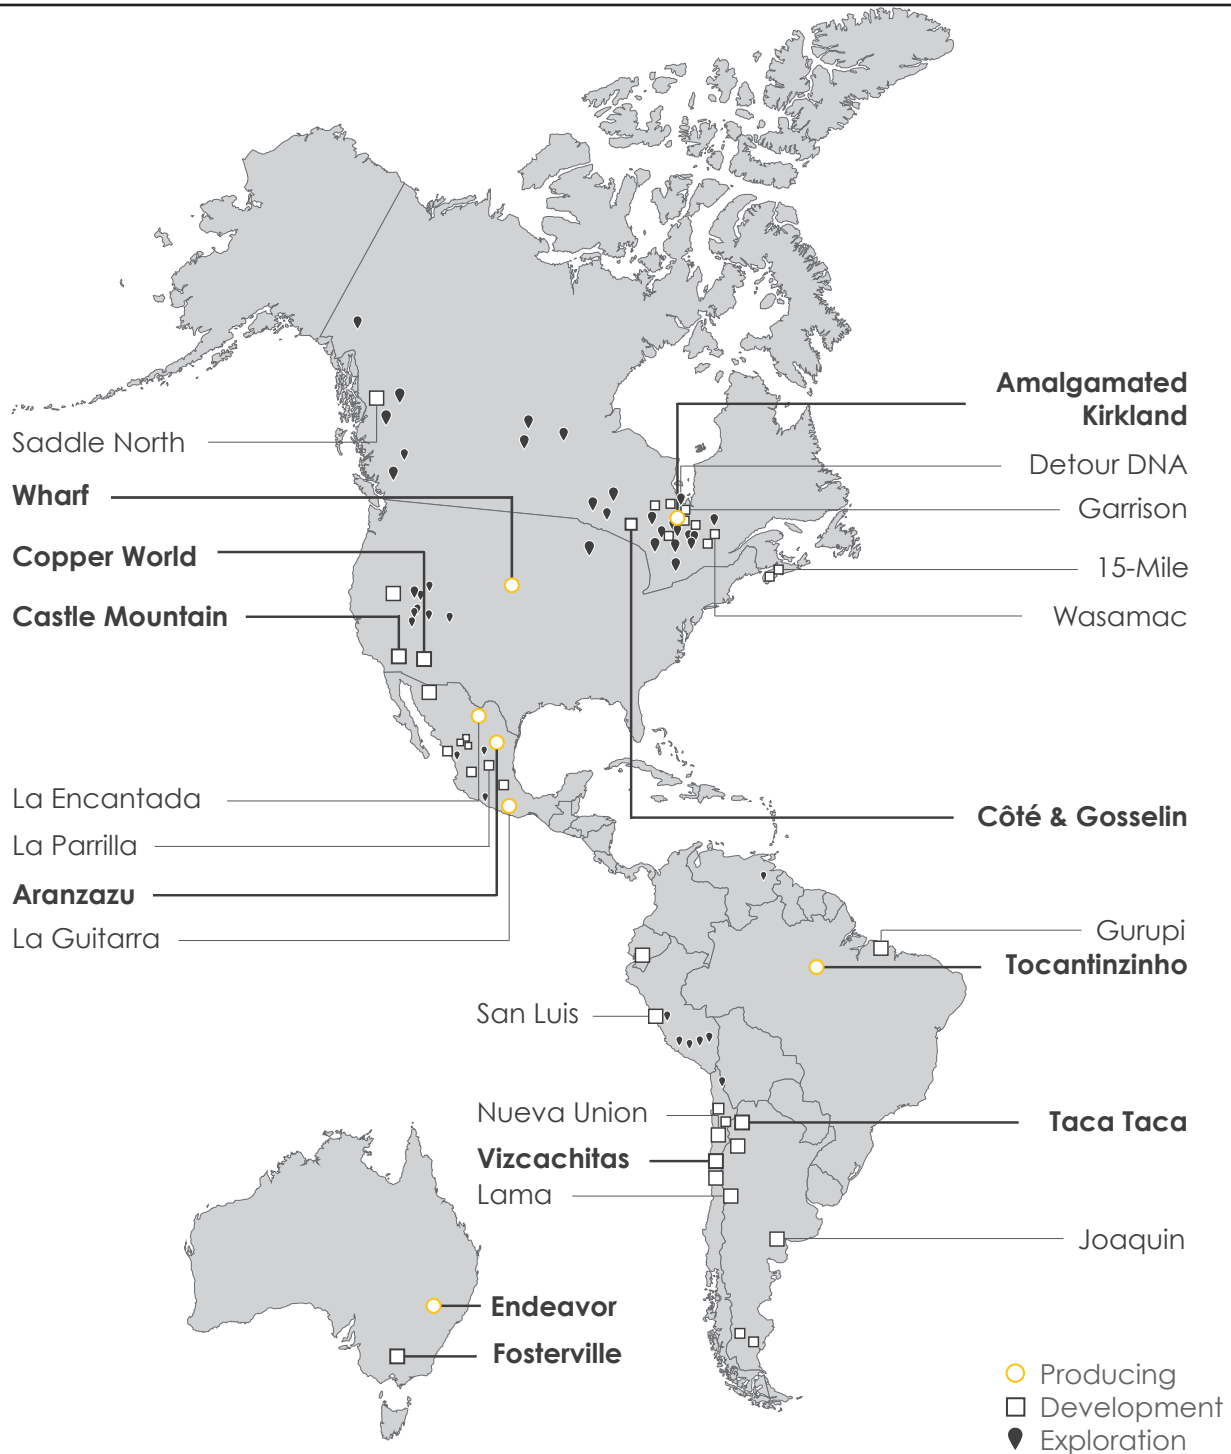 Amalgamated
Kirkland
Saddle North
Detour DNA
Wharf
Garrison
Copper World
15-Mile
Castle Mountain
Wasamac
La Encantada
Côté & Gosselin
La Parrilla
Aranzazu
La Guitarra
Gurupi
Tocantinzinho
San Luis
Nueva Union
Taca Taca
Vizcachitas
Lama
Joaquin
Endeavor
Fosterville
Producing
Development
Exploration